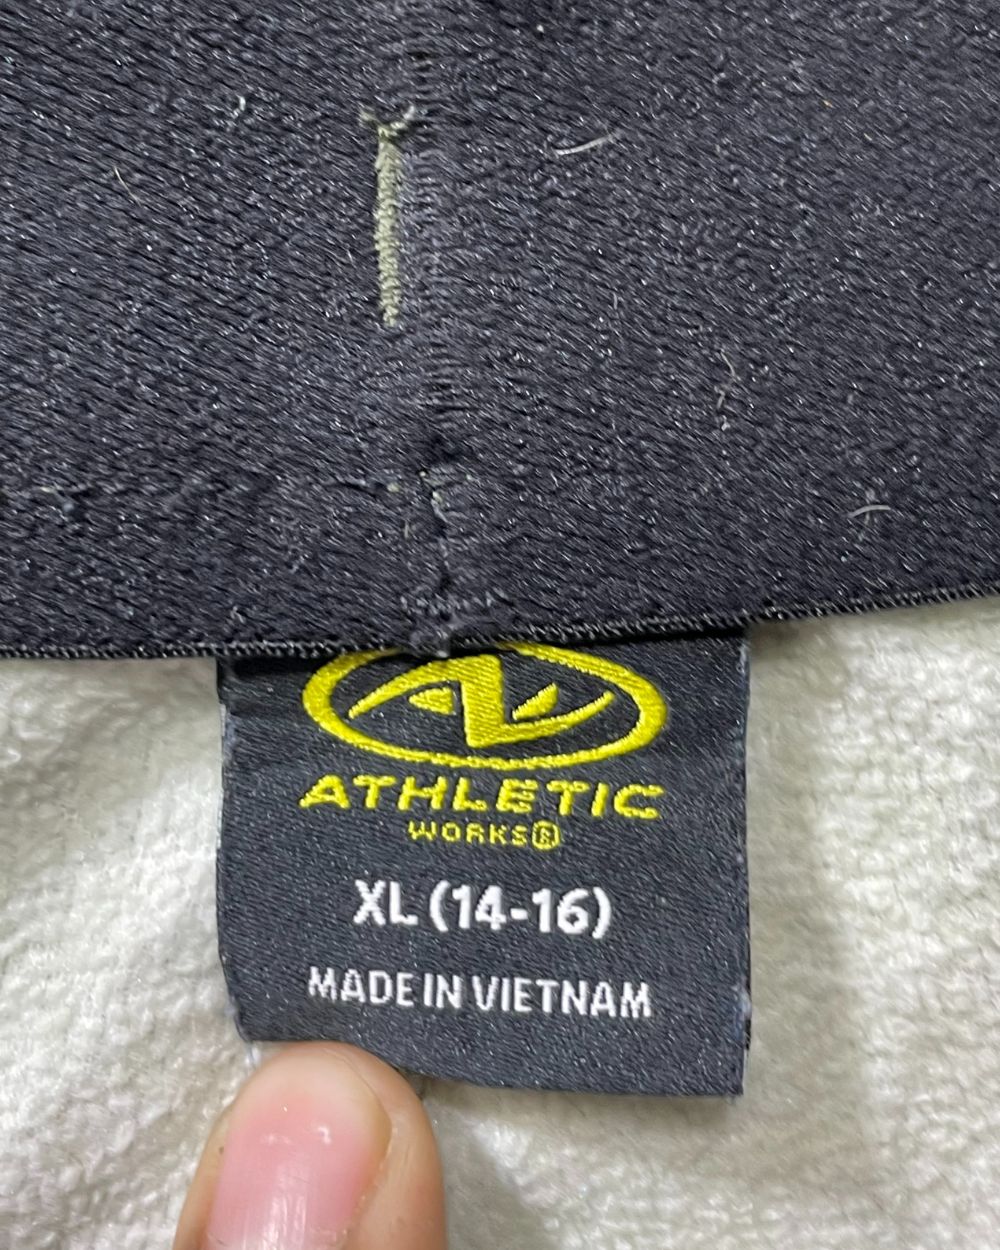 ATHLETIC
WORKS®
XL (14-16)
MADE IN VIETNAM